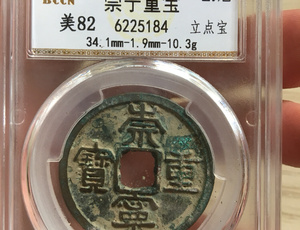 BCCN 崇宁重宝
美82 6225184 立点宝
34.1mm-1.9mm-10.3g
崇
寶 重
寧